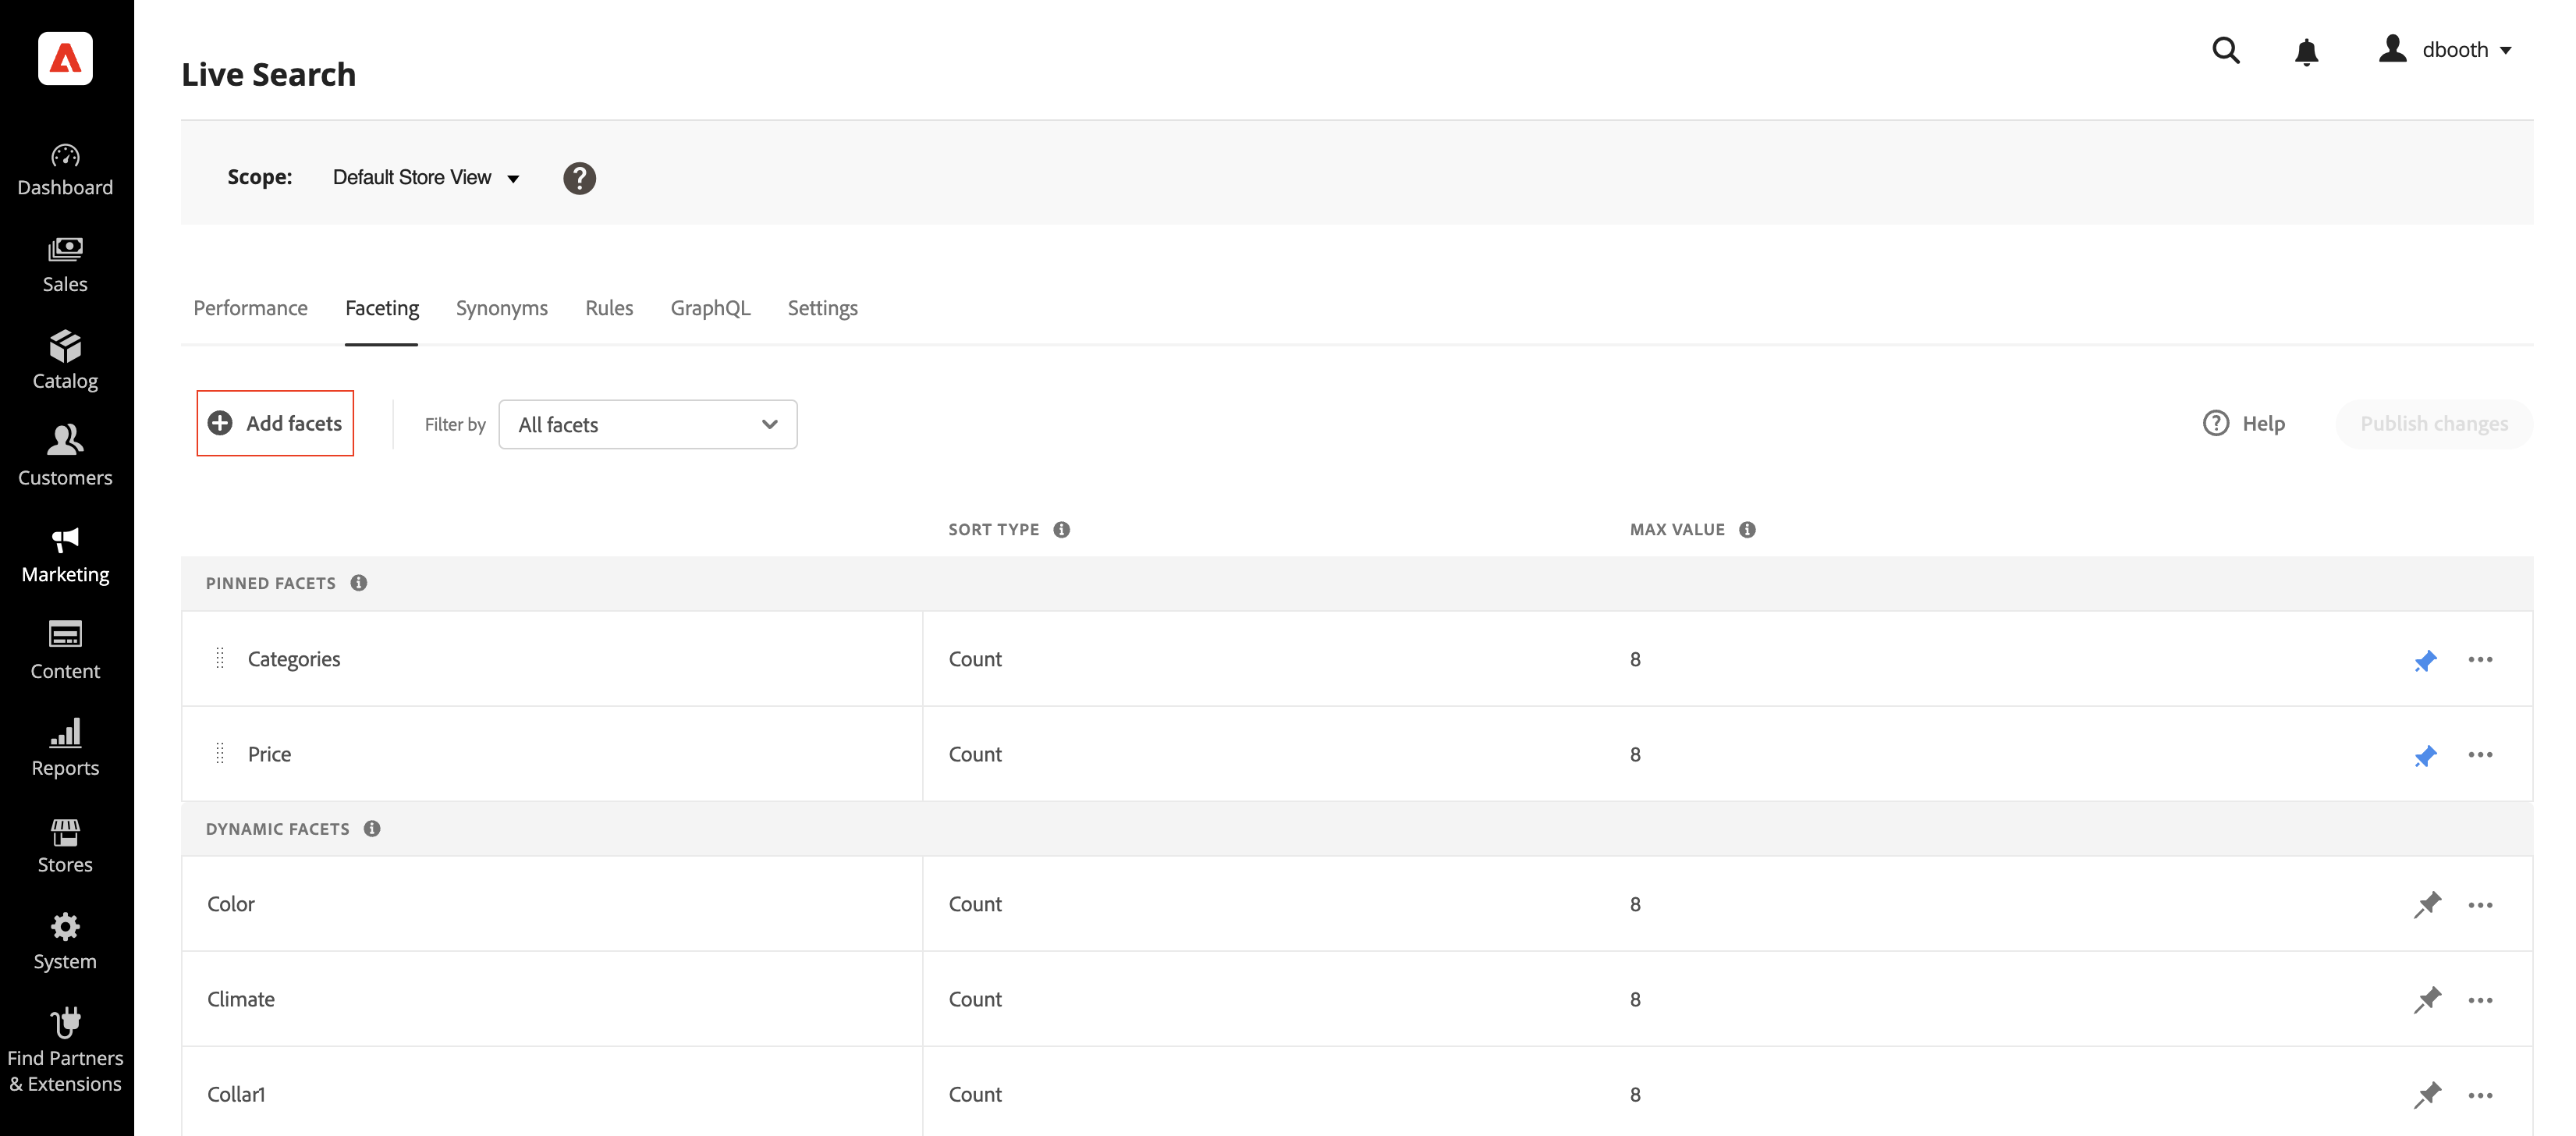 Live Search
dbooth
Scope: Default Store View
Dashboard
Sales
Catalog
Customers
Marketing
Content
Reports
Stores
System
Find Partners
& Extensions
Performance Faceting Synonyms Rules GraphQL Settings
Add facets Filter by All facets Help Publish changes
SORT TYPE MAX VALUE
PINNED FACETS
Categories Count 8
Price Count 8
DYNAMIC FACETS
Color Count 8
Climate Count 8
Collar1 Count 8